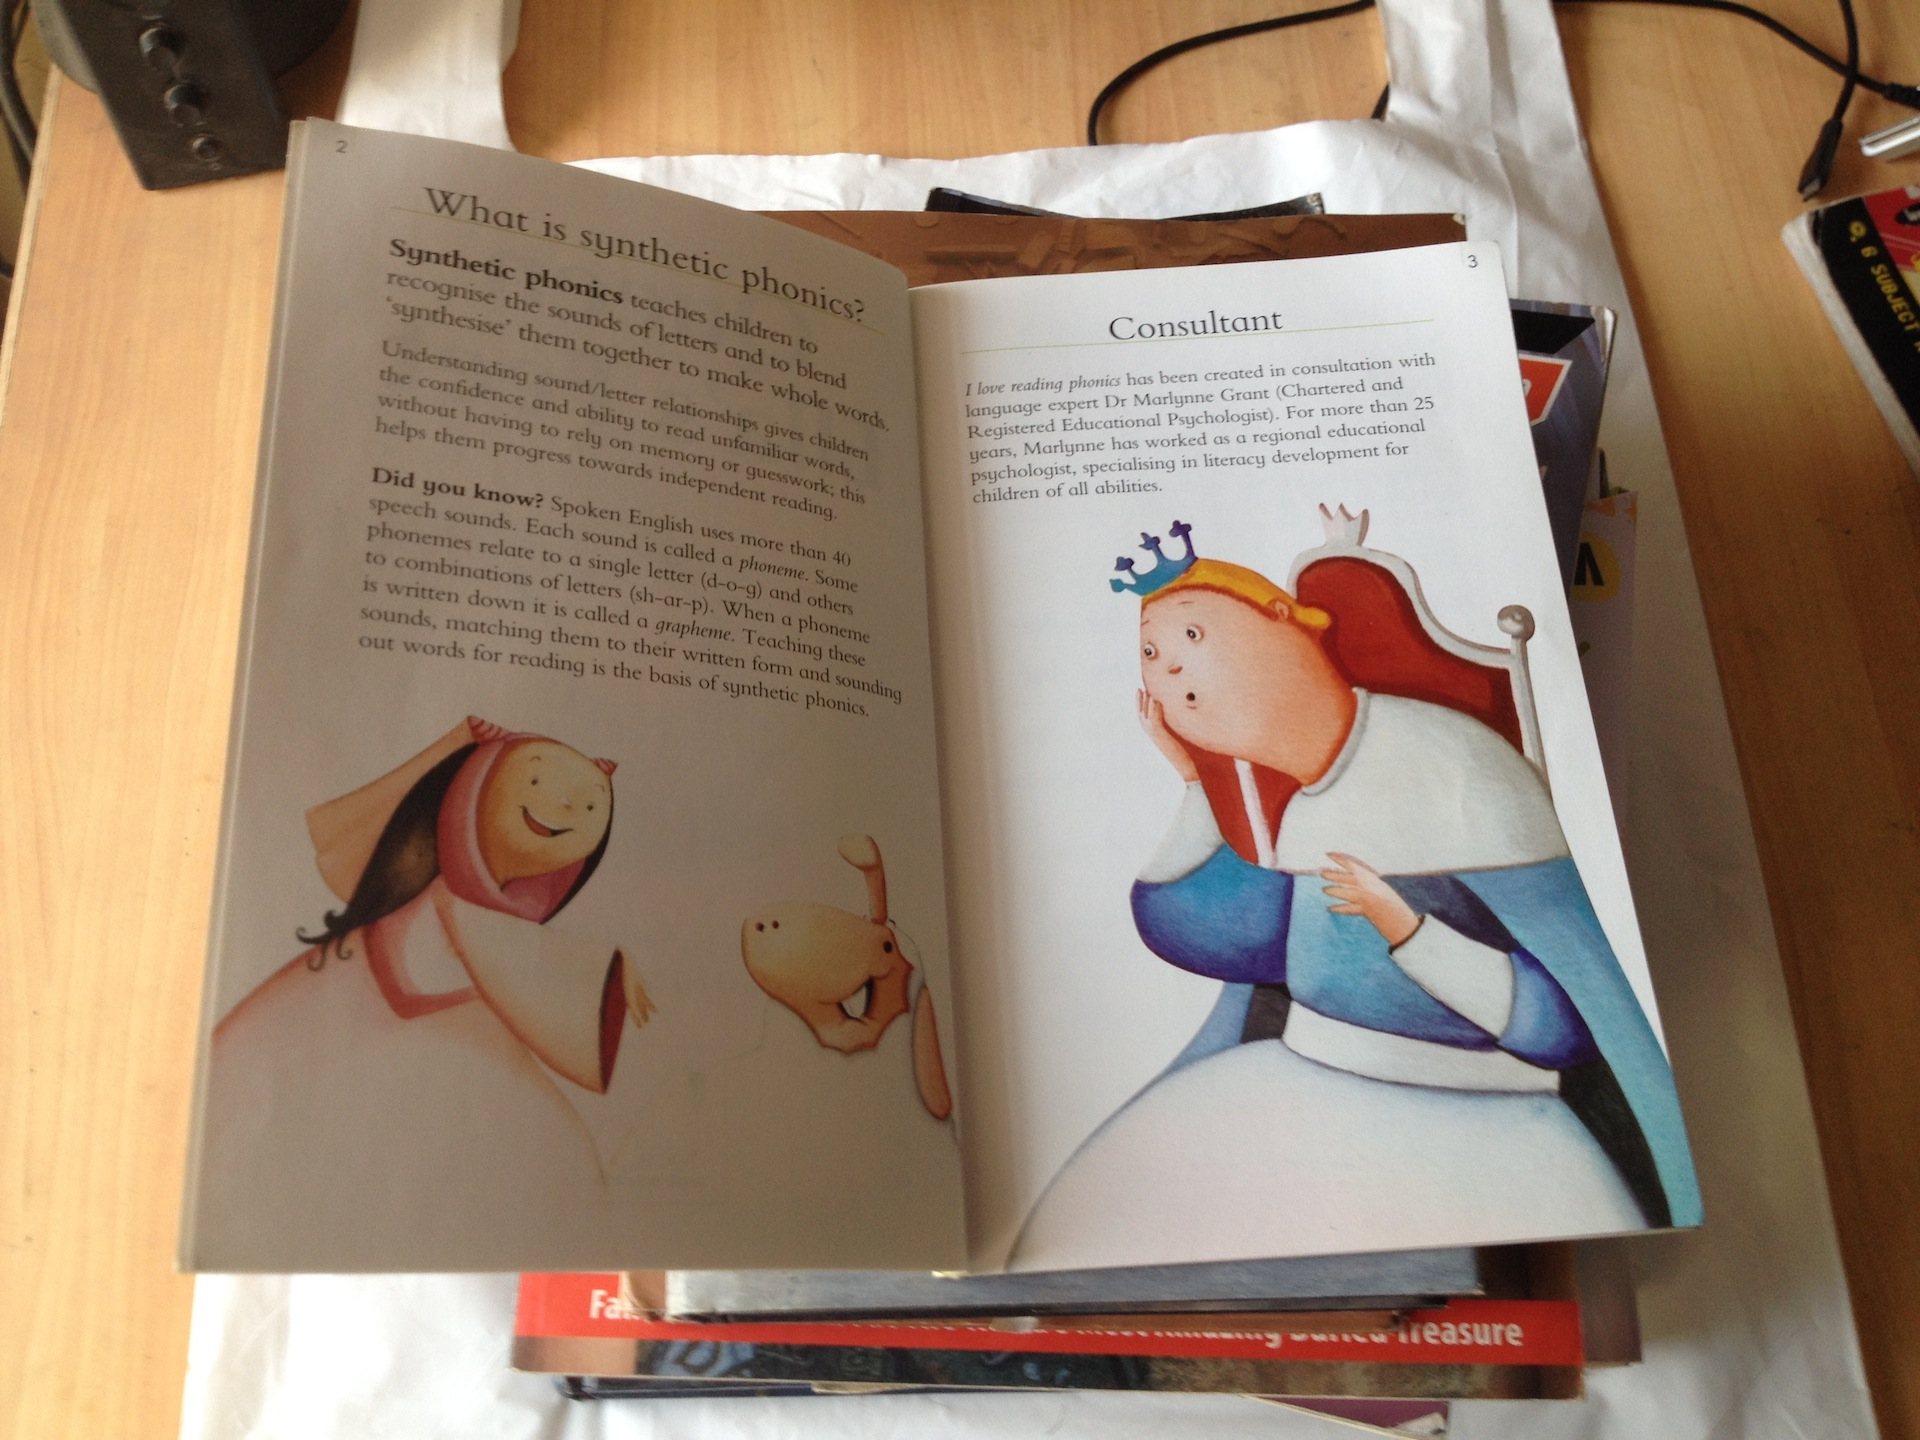 2
What is synthetic phonics?
Synthetic phonics teaches children to
recognise the sounds of letters and to blend
‘synthesise’ them together to make whole words.
Understanding sound/letter relationships gives children
the confidence and ability to read unfamiliar words,
without having to rely on memory or guesswork; this
helps them progress towards independent reading.
Did you know? Spoken English uses more than 40
speech sounds. Each sound is called a phoneme. Some
phonemes relate to a single letter (d-o-g) and others
to combinations of letters (sh-ar-p). When a phoneme
is written down it is called a grapheme. Teaching these
sounds, matching them to their written form and sounding
out words for reading is the basis of synthetic phonics.
3
Consultant
I love reading phonics has been created in consultation with
language expert Dr Marlynne Grant (Chartered and
Registered Educational Psychologist). For more than 25
years, Marlynne has worked as a regional educational
psychologist, specialising in literacy development for
children of all abilities.
6 SUBJECT
Most Amazing Buried Treasure